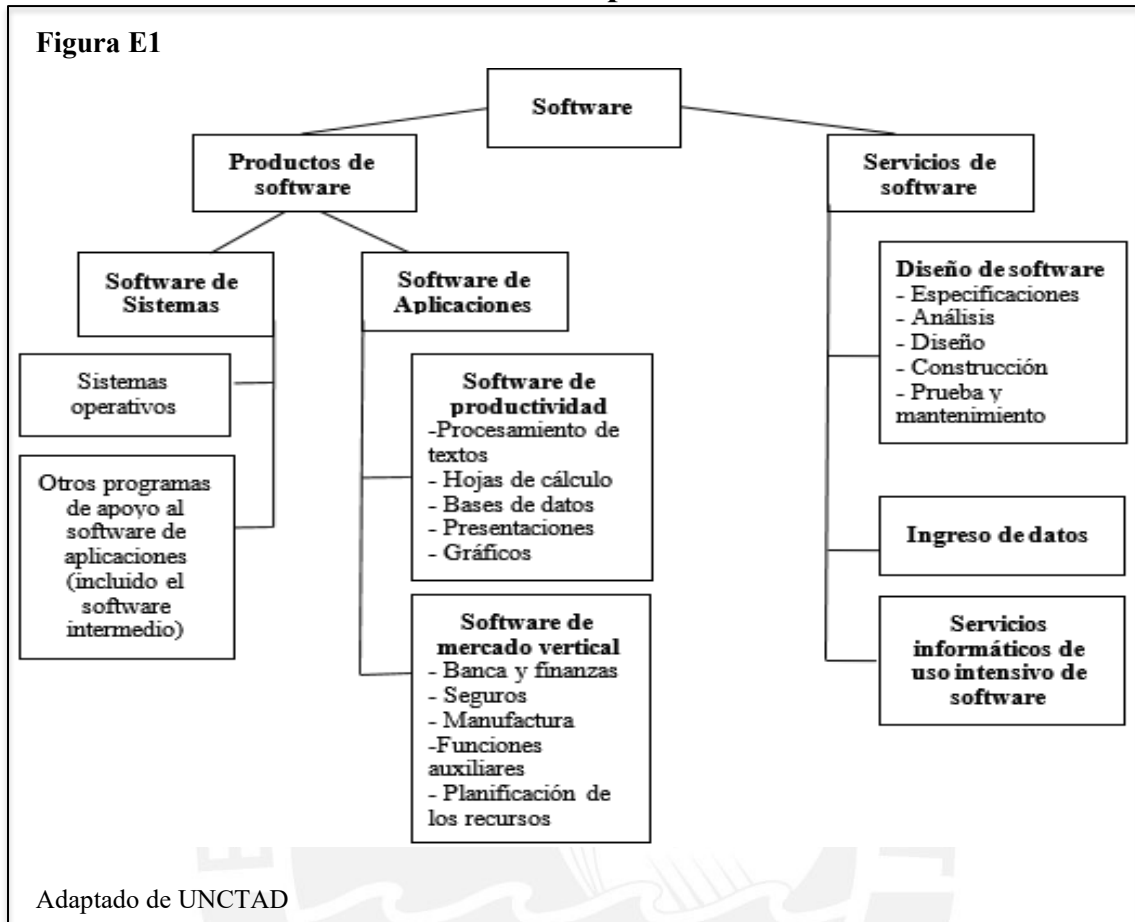 Figura E1
Software
Productos de
software
Servicios de
software
Software de
Sistemas
Software de
Aplicaciones
Sistemas
operativos
Otros programas
de apoyo al
software de
aplicaciones
(incluido el
software
intermedio)
Software de
productividad
-Procesamiento de
textos
- Hojas de cálculo
- Bases de datos
- Presentaciones
- Gráficos
Software de
mercado vertical
- Banca y finanzas
- Seguros
- Manufactura
-Funciones
auxiliares
- Planificación de
los recursos
Diseño de software
- Especificaciones
- Análisis
- Diseño
- Construcción
- Prueba y
mantenimiento
Ingreso de datos
Servicios
informáticos de
uso intensivo de
software
Adaptado de UNCTAD